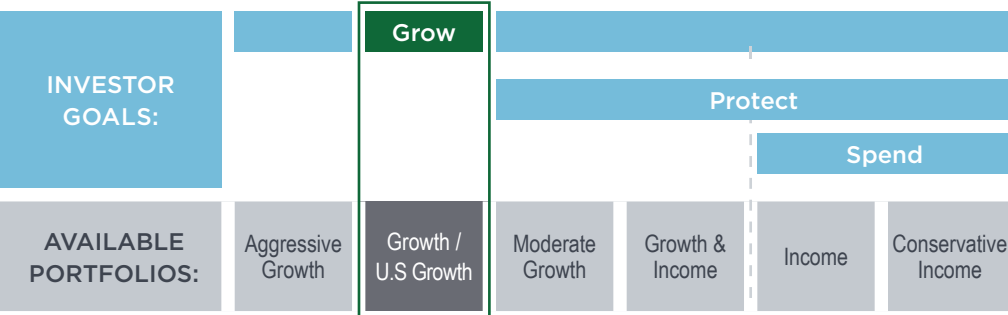 Grow
INVESTOR
GOALS:
Protect
Spend
AVAILABLE
PORTFOLIOS:
Aggressive
Growth
Growth /
U.S Growth
Moderate
Growth
Growth &
Income
Income
Conservative
Income